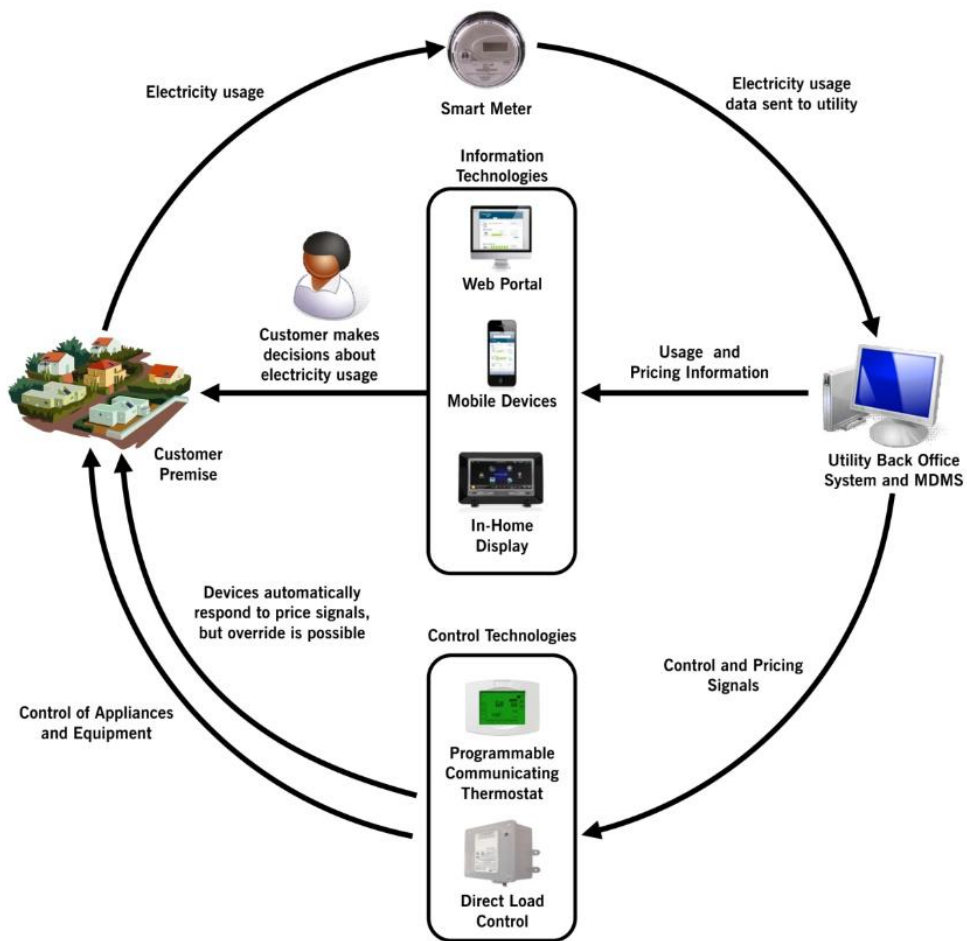 Smart Meter
Electricity usage
Electricity usage
data sent to utility
Information
Technologies
Web Portal
Mobile Devices
In-Home
Display
Customer makes
decisions about
electricity usage
Usage and
Pricing Information
Customer
Premise
Utility Back Office
System and MDMS
Devices automatically
respond to price signals,
but override is possible
Control Technologies
Control and Pricing
Signals
Control of Appliances
and Equipment
Programmable
Communicating
Thermostat
Direct Load
Control